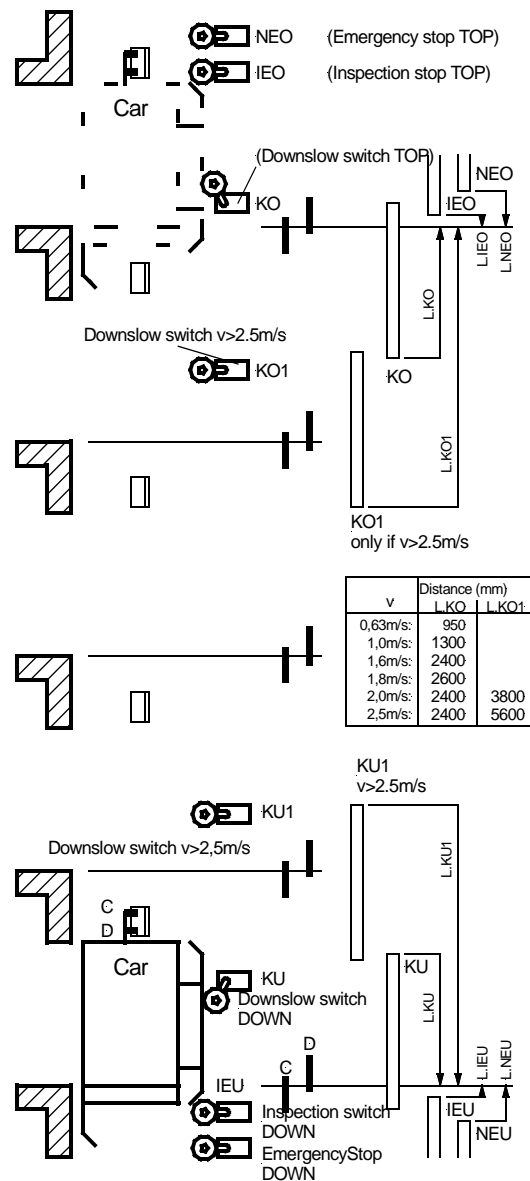 NEO (Emergency stop TOP)
IEO (Inspection stop TOP)
Car
(Downslow switch TOP)
KO
NEO
IEO
L.IEO
L.NEO
L.KO
Downslow switch v>2.5m/s
KO1
KO
L.KO1
KO1
only if v>2.5m/s
v Distance (mm)
L.KO L.KO1
0,63m/s: 950
1,0m/s: 1300
1,6m/s: 2400
1,8m/s: 2600
2,0m/s: 2400 3800
2,5m/s: 2400 5600
KU1
v>2.5m/s
KU1
Downslow switch v>2,5m/s
L.KU1
C
D
Car
KU
Downslow switch
DOWN
KU
L.KU
D
C
L.IEU
L.NEU
IEU
Inspection switch
DOWN
IEU
NEU
EmergencyStop
DOWN